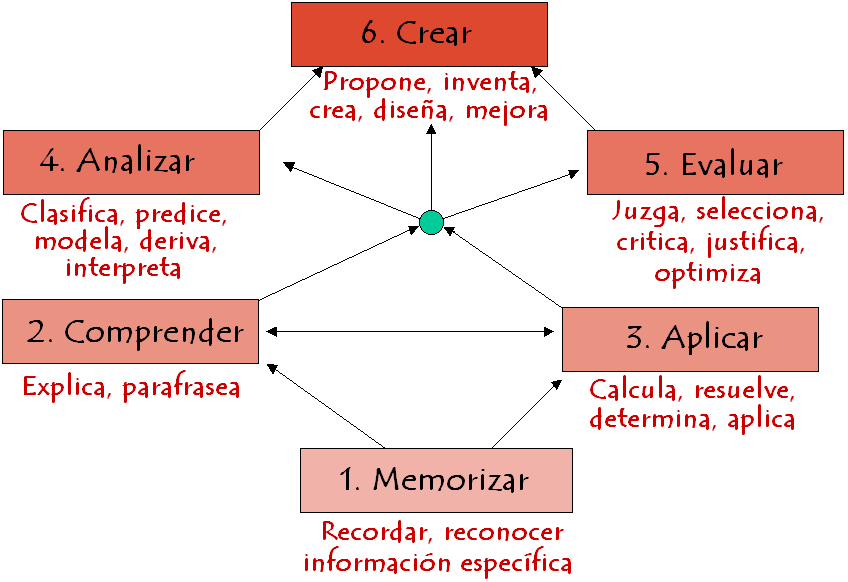 6. Crear
Propone, inventa,
crea, diseña, mejora
4. Analizar
Clasifica, predice,
modela, deriva,
interpreta
5. Evaluar
Juzga, selecciona,
critica, justifica,
optimiza
2. Comprender
Explica, parafrasea
3. Aplicar
Calcula, resuelve,
determina, aplica
1. Memorizar
Recordar, reconocer
información específica